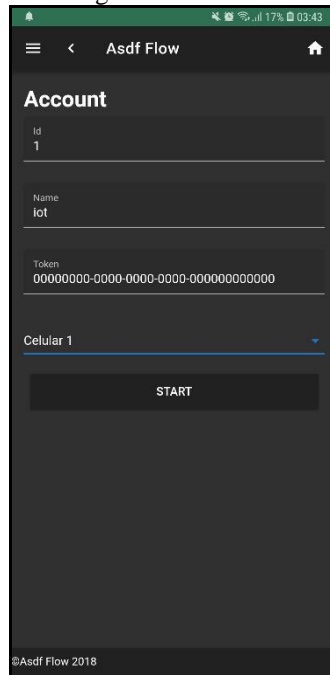 17% 03:43
Asdf Flow
Account
Id
1
Name
iot
Token
00000000-0000-0000-0000-000000000000
Celular 1
START
©Asdf Flow 2018